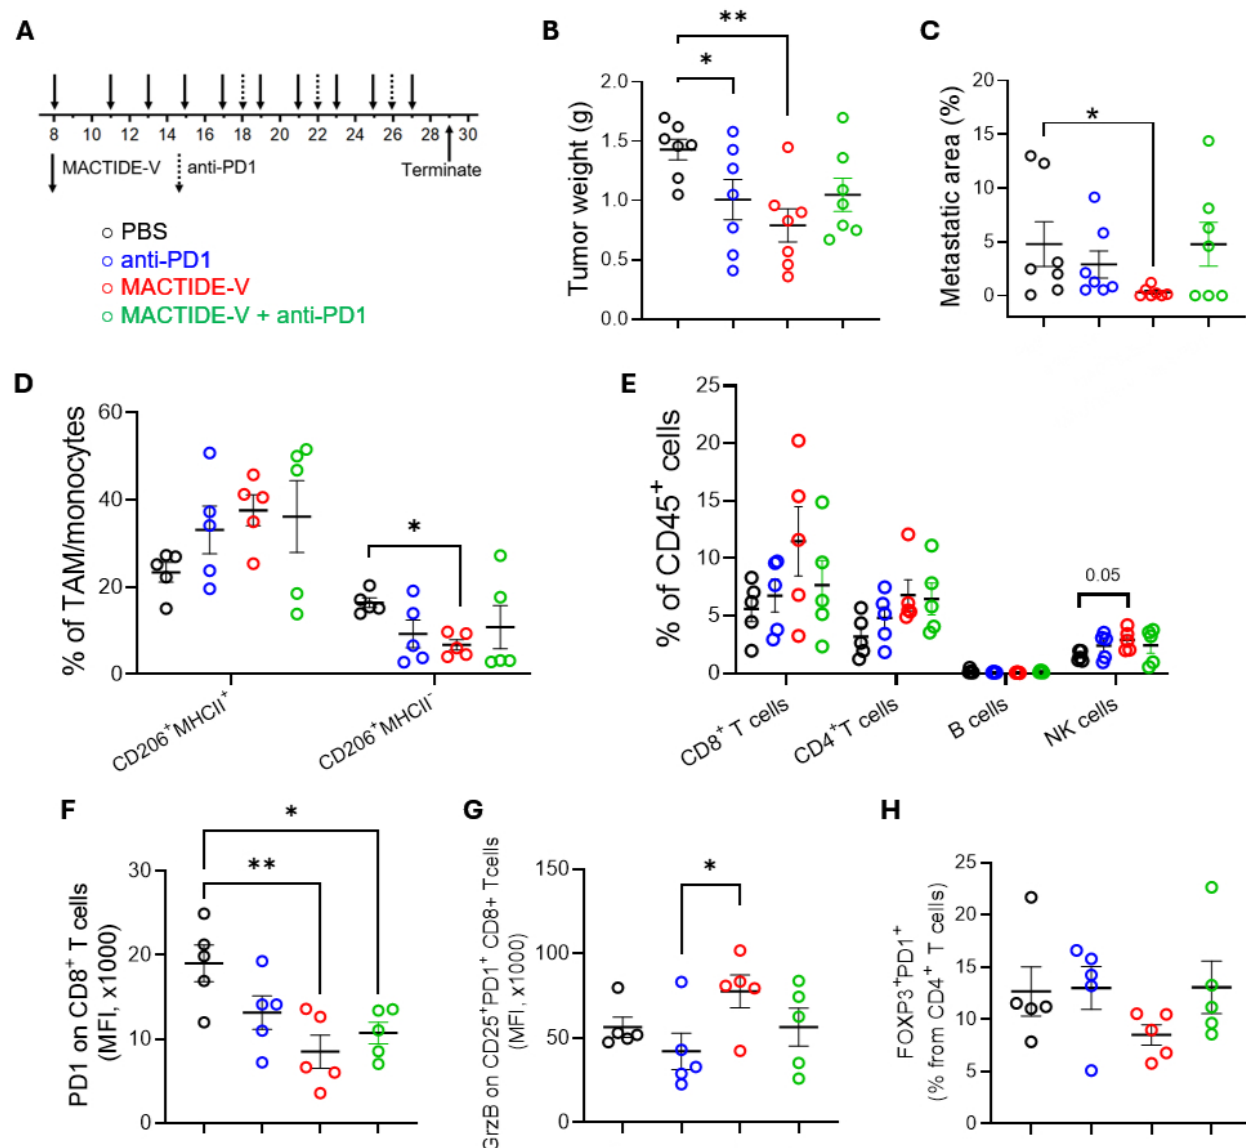 A
8 10 12 14 16 18 20 22 24 26 28 30
MACTIDE-V
anti-PD1
Terminate
PBS
anti-PD1
MACTIDE-V
MACTIDE-V + anti-PD1
B
**
*
Tumor weight (g)
2.0
1.5
1.0
0.5
0.0
C
*
Metastatic area (%)
20
15
10
5
0
D
*
% of TAM/monocytes
60
40
20
0
CD206⁺MHCII⁺
CD206⁺MHCII⁻
E
0.05
% of CD45⁺ cells
25
20
15
10
5
0
CD8⁺ T cells
CD4⁺T cells
B cells
NK cells
F
*
**
PD1 on CD8⁺ T cells
(MFI, x1000)
30
20
10
0
G
*
GrzB on CD25⁺PD1⁺ CD8+ Tcells
(MFI, x1000)
150
100
50
0
H
FOXP3⁺PD1⁺
(% from CD4⁺ T cells)
25
20
15
10
5
0